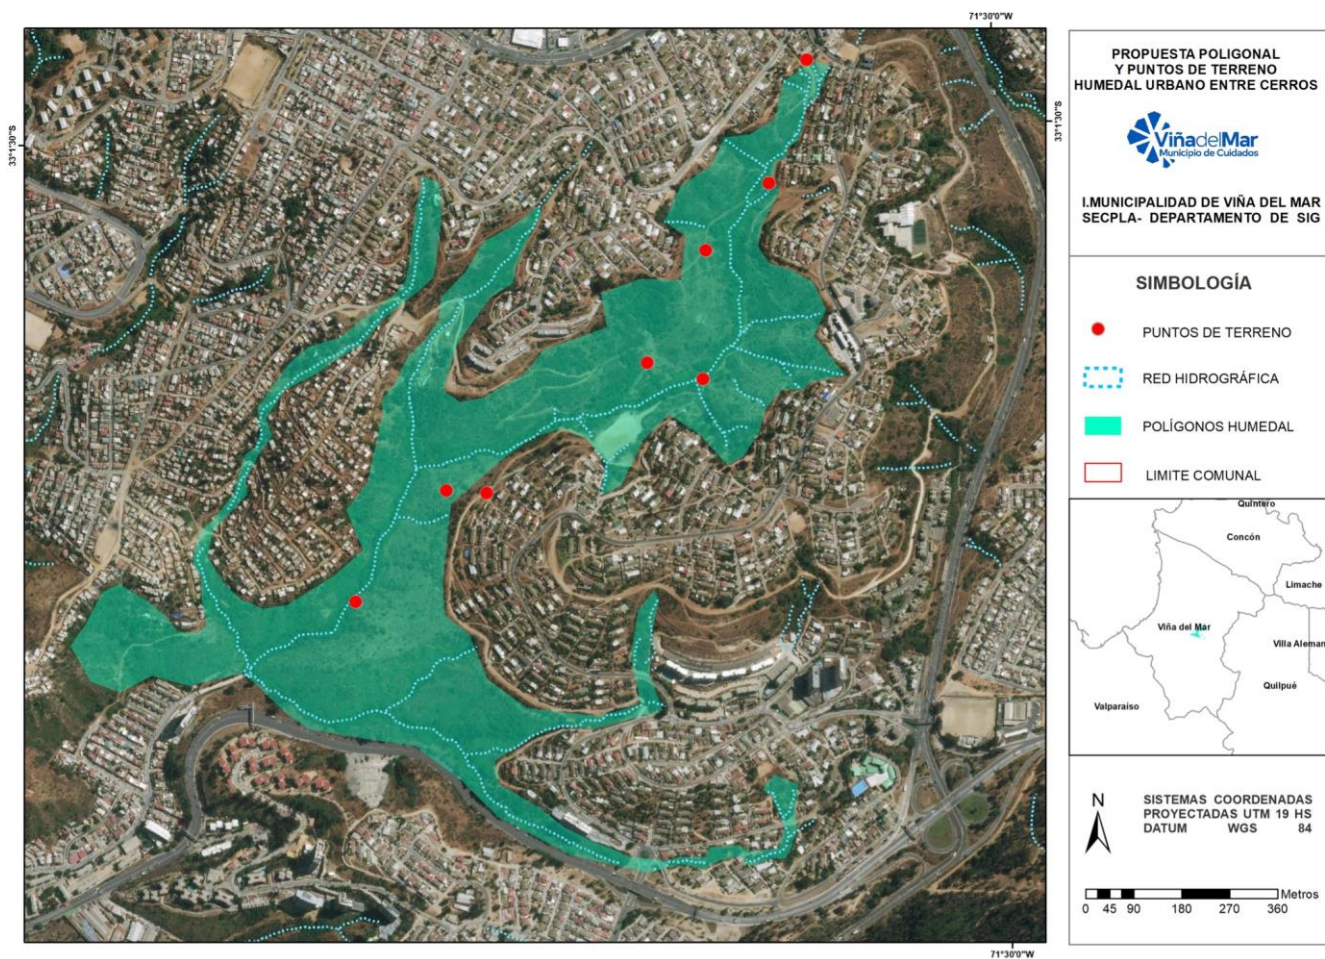 71°30'0"W
33°1'30"S
33°1'30"S
71°30'0"W
PROPUESTA POLIGONAL
Y PUNTOS DE TERRENO
HUMEDAL URBANO ENTRE CERROS
ViñadelMar
Municipio de Cuidados
I.MUNICIPALIDAD DE VIÑA DEL MAR
SECPLA- DEPARTAMENTO DE SIG
SIMBOLOGÍA
PUNTOS DE TERRENO
RED HIDROGRÁFICA
POLÍGONOS HUMEDAL
LIMITE COMUNAL
Quintero
Concón
Limache
Viña del Mar
Villa Aleman
Quilpué
Valparaíso
N
SISTEMAS COORDENADAS
PROYECTADAS UTM 19 HS
DATUM WGS 84
Metros
0 45 90 180 270 360